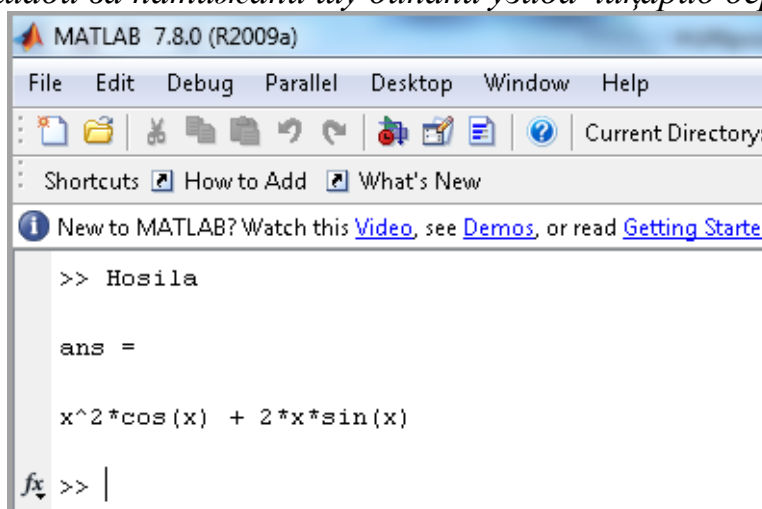 MATLAB 7.8.0 (R2009a)
File Edit Debug Parallel Desktop Window Help
Current Directory:
Shortcuts How to Add What's New
New to MATLAB? Watch this Video, see Demos, or read Getting Starte
>> Hosila
ans =
x^2*cos(x) + 2*x*sin(x)
fx >>